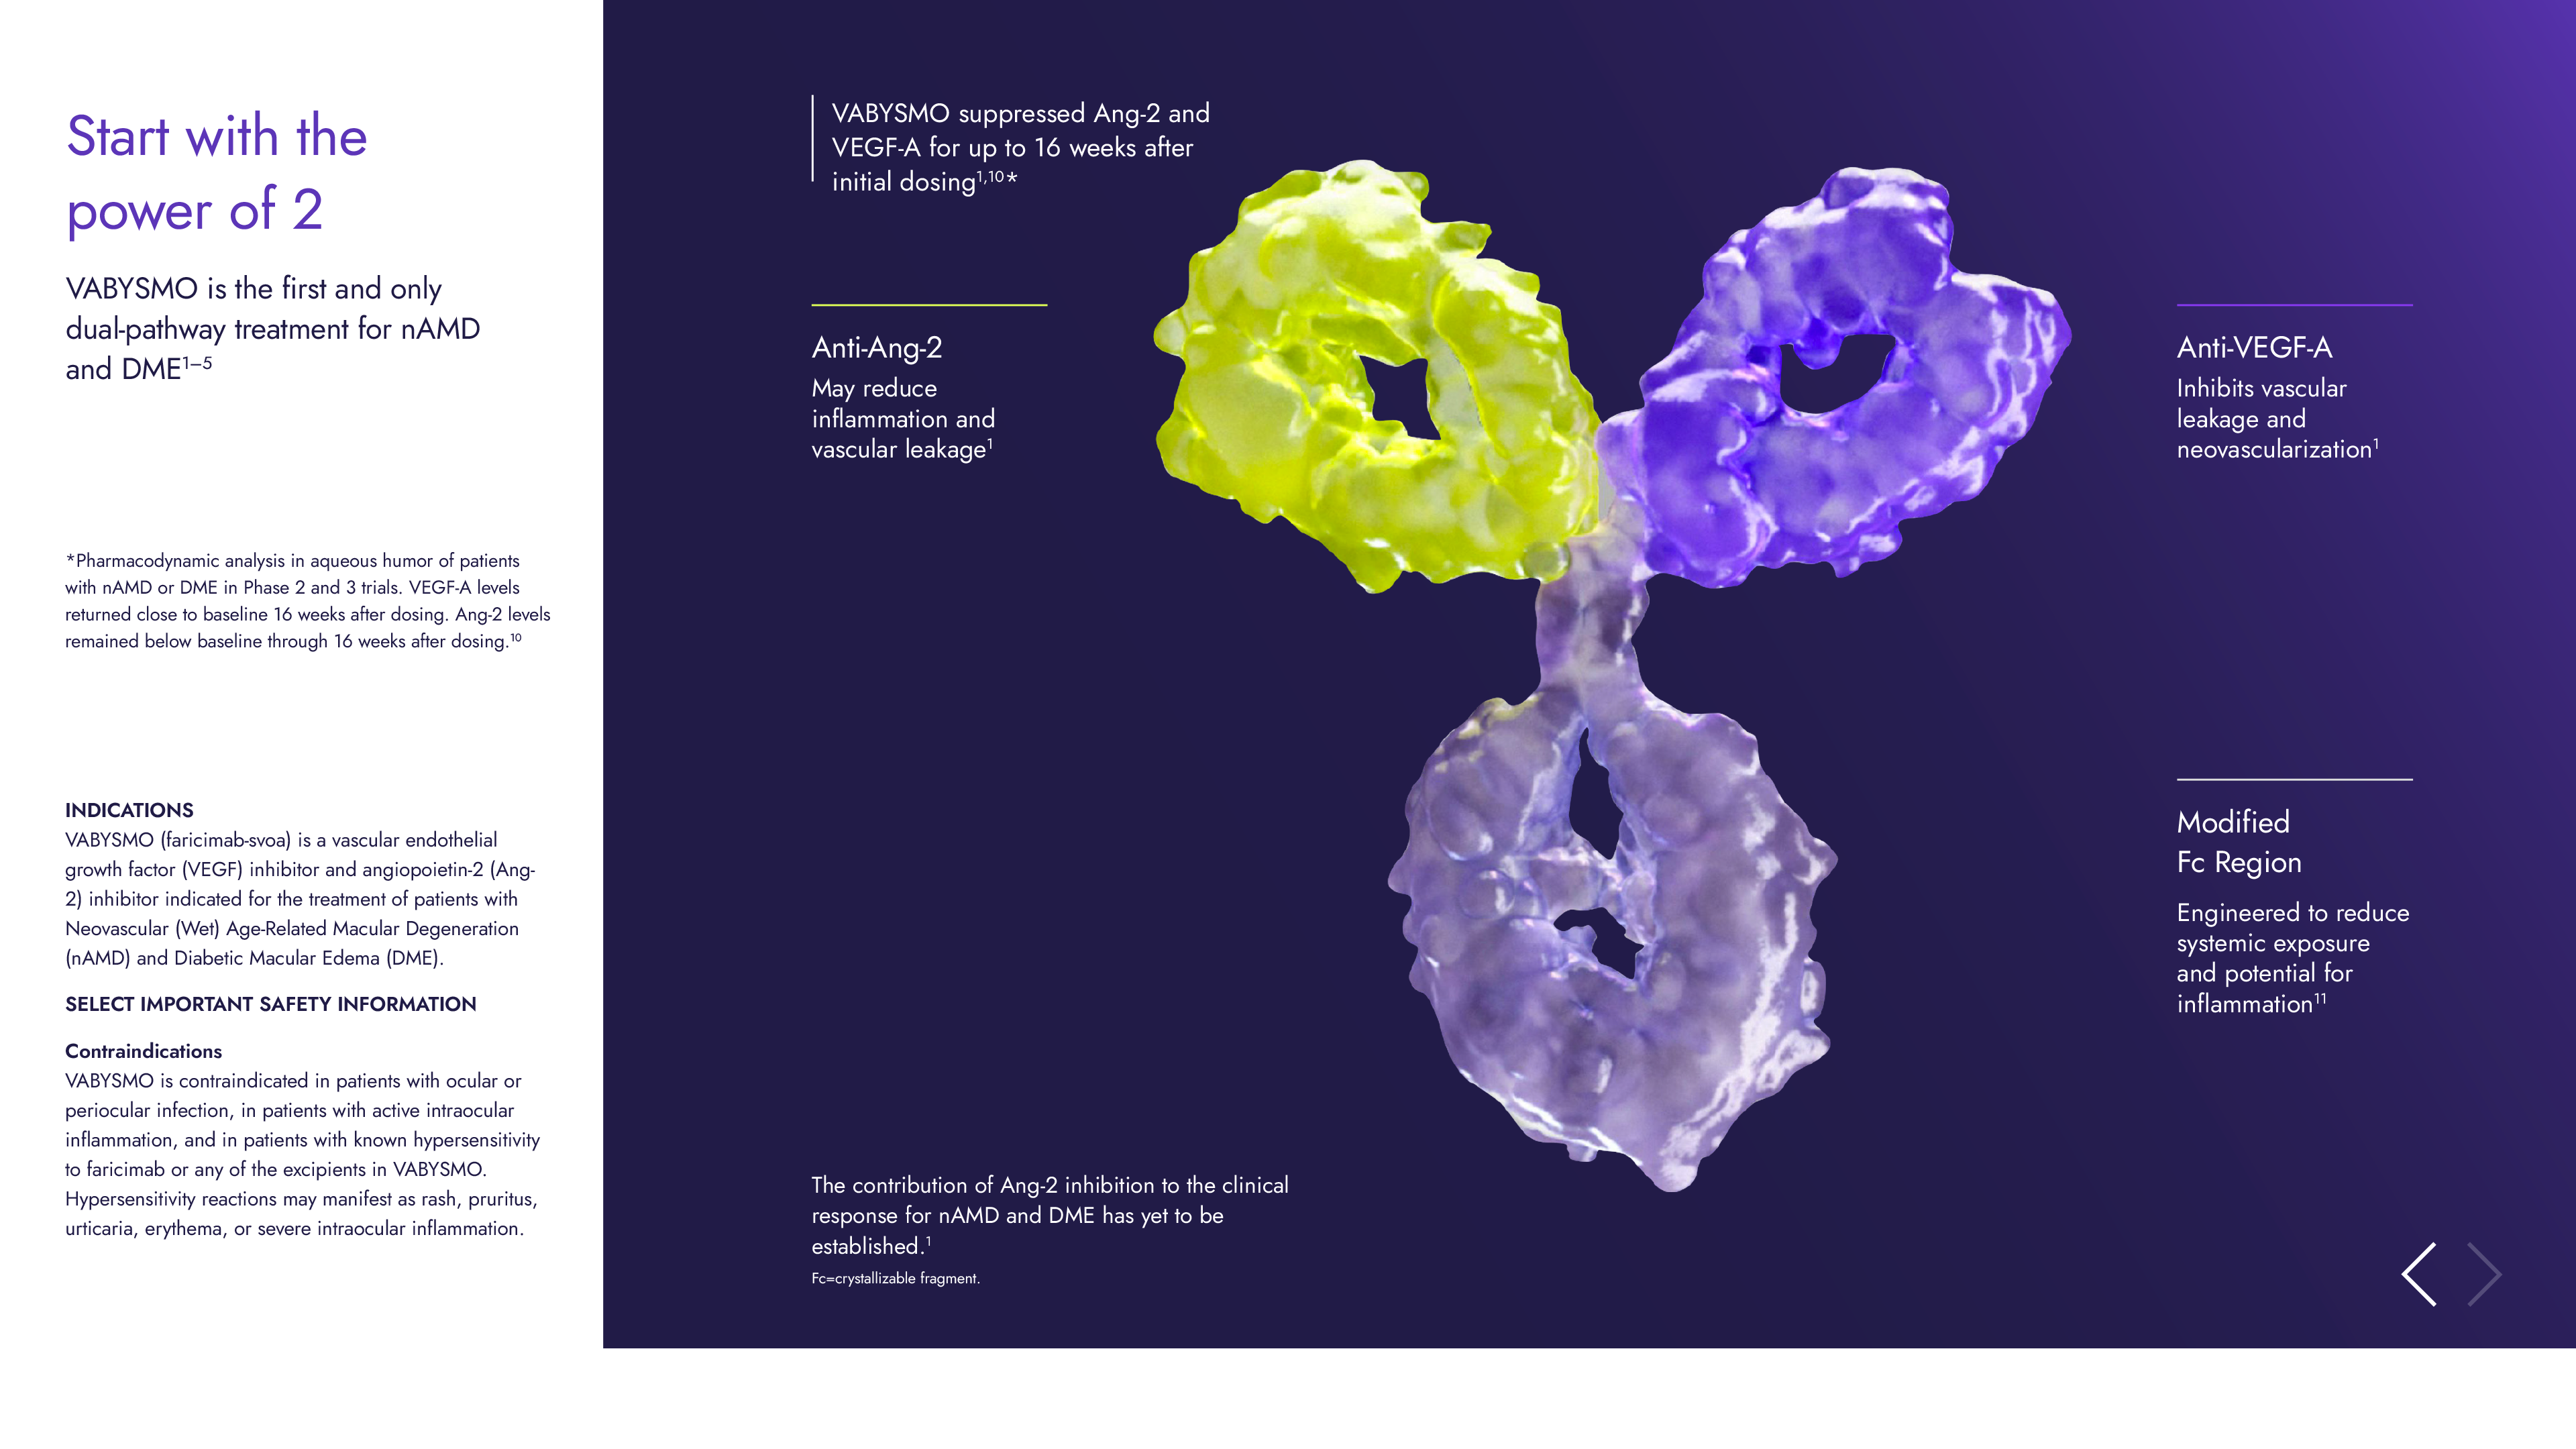 Start with the
power of 2
VABYSMO is the first and only
dual-pathway treatment for nAMD
and DME¹⁻⁵
*Pharmacodynamic analysis in aqueous humor of patients
with nAMD or DME in Phase 2 and 3 trials. VEGF-A levels
returned close to baseline 16 weeks after dosing. Ang-2 levels
remained below baseline through 16 weeks after dosing.¹⁰
INDICATIONS
VABYSMO (faricimab-svoa) is a vascular endothelial
growth factor (VEGF) inhibitor and angiopoietin-2 (Ang-
2) inhibitor indicated for the treatment of patients with
Neovascular (Wet) Age-Related Macular Degeneration
(nAMD) and Diabetic Macular Edema (DME).
SELECT IMPORTANT SAFETY INFORMATION
Contraindications
VABYSMO is contraindicated in patients with ocular or
periocular infection, in patients with active intraocular
inflammation, and in patients with known hypersensitivity
to faricimab or any of the excipients in VABYSMO.
Hypersensitivity reactions may manifest as rash, pruritus,
urticaria, erythema, or severe intraocular inflammation.
VABYSMO suppressed Ang-2 and
VEGF-A for up to 16 weeks after
initial dosing¹,¹⁰*
Anti-Ang-2
May reduce
inflammation and
vascular leakage¹
Anti-VEGF-A
Inhibits vascular
leakage and
neovascularization¹
Modified
Fc Region
Engineered to reduce
systemic exposure
and potential for
inflammation¹¹
The contribution of Ang-2 inhibition to the clinical
response for nAMD and DME has yet to be
established.¹
Fc=crystallizable fragment.